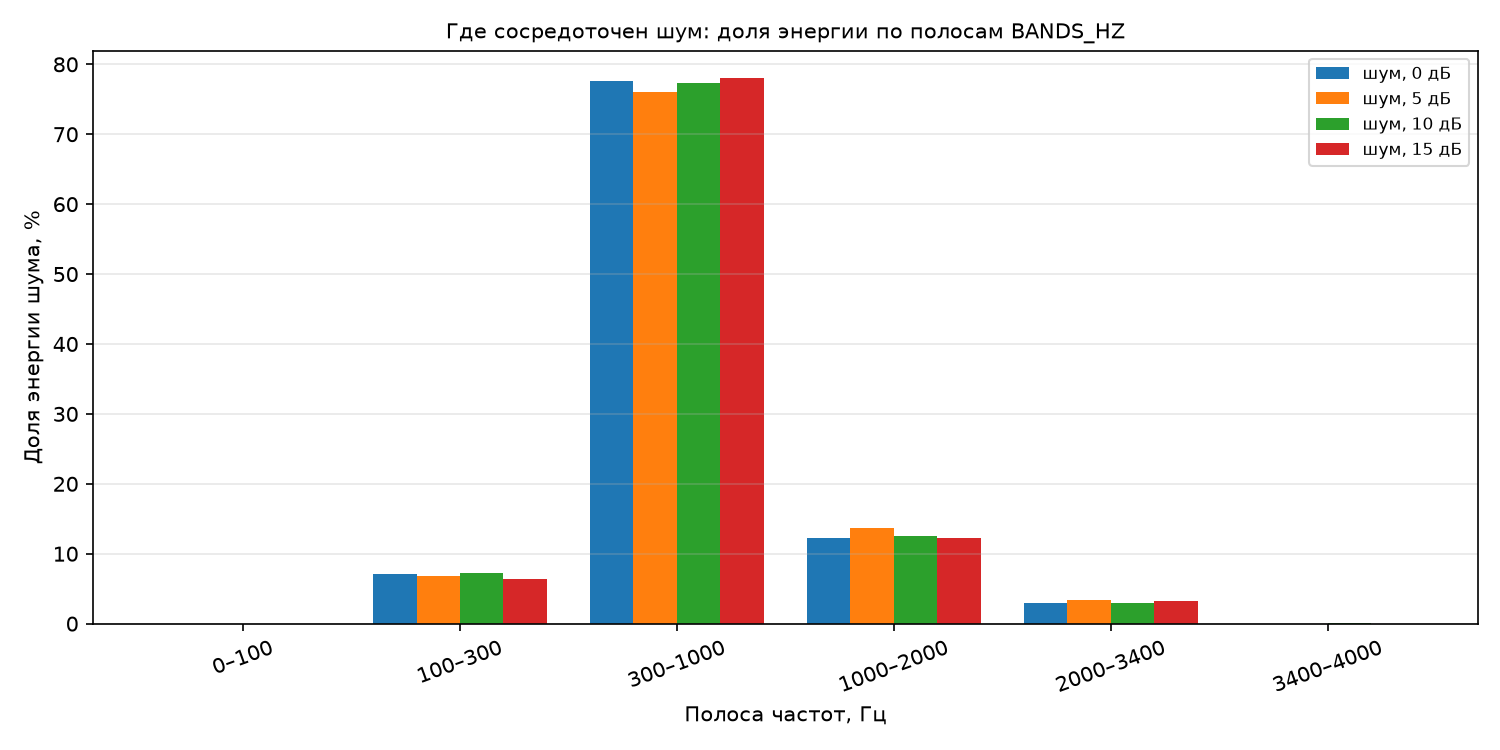 Где сосредоточен шум: доля энергии по полосам BANDS_HZ
шум, 0 дБ
шум, 5 дБ
шум, 10 дБ
шум, 15 дБ
Доля энергии шума, %
80
70
60
50
40
30
20
10
0
0–100
100–300
300–1000
1000–2000
2000–3400
3400–4000
Полоса частот, Гц